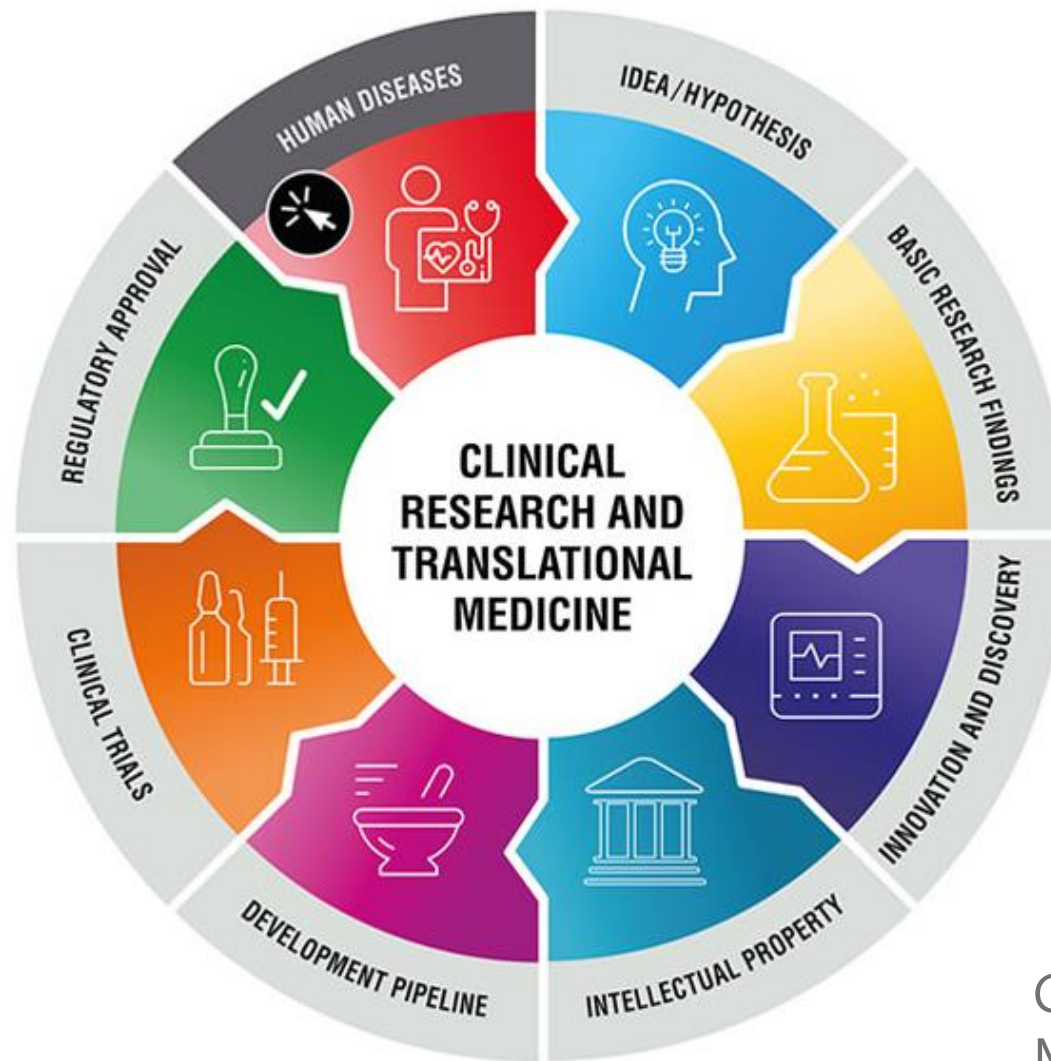 HUMAN DISEASES
IDEA/HYPOTHESIS
BASIC RESEARCH FINDINGS
INNOVATION AND DISCOVERY
INTELLECTUAL PROPERTY
DEVELOPMENT PIPELINE
CLINICAL TRIALS
REGULATORY APPROVAL
CLINICAL
RESEARCH AND
TRANSLATIONAL
MEDICINE